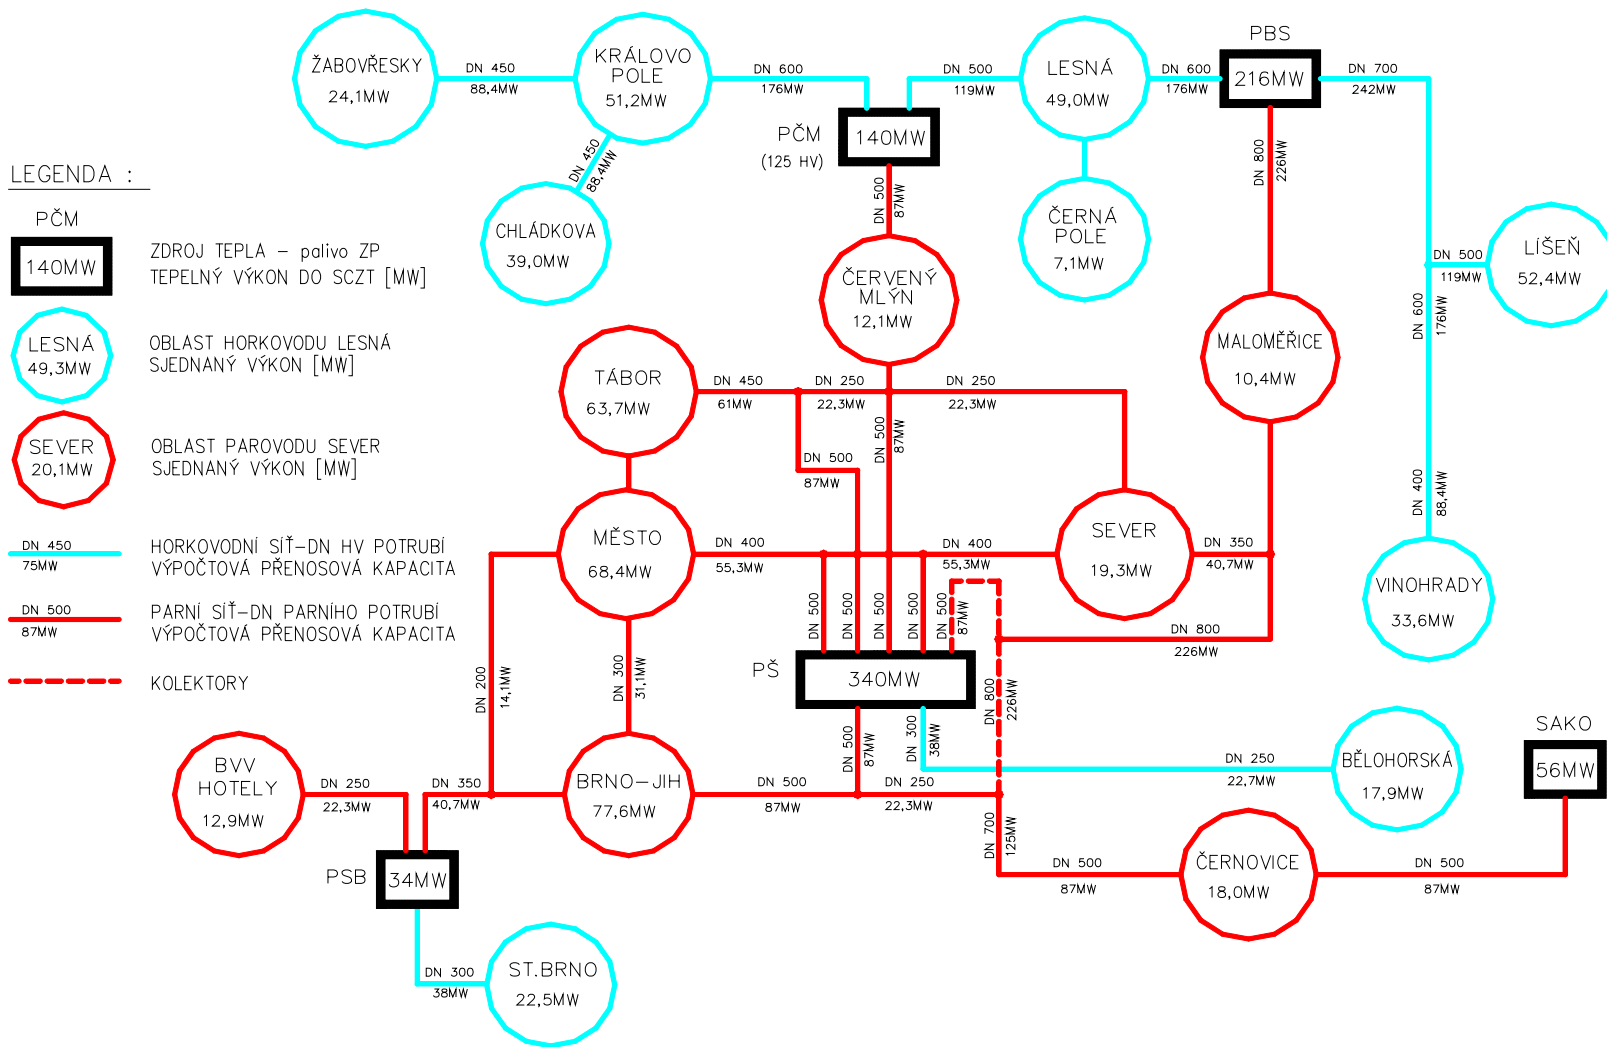 ŽABOVŘESKY
24,1MW
DN 450
88,4MW
KRÁLOVO
POLE
51,2MW
DN 600
176MW
DN 500
119MW
LESNÁ
49,0MW
DN 600
176MW
PBS
216MW
DN 700
242MW
PČM
(125 HV)
140MW
DN 450
88,4MW
DN 800
226MW
LEGENDA :
PČM
140MW
ZDROJ TEPLA – palivo ZP
TEPELNÝ VÝKON DO SCZT [MW]
LESNÁ
49,3MW
OBLAST HORKOVODU LESNÁ
SJEDNANÝ VÝKON [MW]
SEVER
20,1MW
OBLAST PAROVODU SEVER
SJEDNANÝ VÝKON [MW]
DN 450
75MW
HORKOVODNÍ SÍŤ–DN HV POTRUBÍ
VÝPOČTOVÁ PŘENOSOVÁ KAPACITA
DN 500
87MW
PARNÍ SÍŤ–DN PARNÍHO POTRUBÍ
VÝPOČTOVÁ PŘENOSOVÁ KAPACITA
KOLEKTORY
CHLÁDKOVA
39,0MW
DN 500
87MW
ČERNÁ
POLE
7,1MW
LÍŠEŇ
52,4MW
DN 500
119MW
DN 600
176MW
ČERVENÝ
MLÝN
12,1MW
MALOMĚŘICE
10,4MW
TÁBOR
63,7MW
DN 450
61MW
DN 250
22,3MW
DN 250
22,3MW
DN 500
87MW
DN 500
87MW
DN 400
88,4MW
MĚSTO
68,4MW
DN 400
55,3MW
DN 400
55,3MW
SEVER
19,3MW
DN 350
40,7MW
VINOHRADY
33,6MW
DN 500
DN 500
DN 500
DN 500
DN 500
87MW
DN 800
226MW
DN 200
14,1MW
DN 300
31,1MW
PŠ
340MW
DN 800
226MW
DN 500
87MW
DN 300
38MW
BVV
HOTELY
12,9MW
DN 250
22,3MW
DN 350
40,7MW
BRNO–JIH
77,6MW
DN 500
87MW
DN 250
22,3MW
DN 250
22,7MW
BĚLOHORSKÁ
17,9MW
SAKO
56MW
DN 700
125MW
PSB
34MW
DN 500
87MW
ČERNOVICE
18,0MW
DN 500
87MW
DN 300
38MW
ST.BRNO
22,5MW